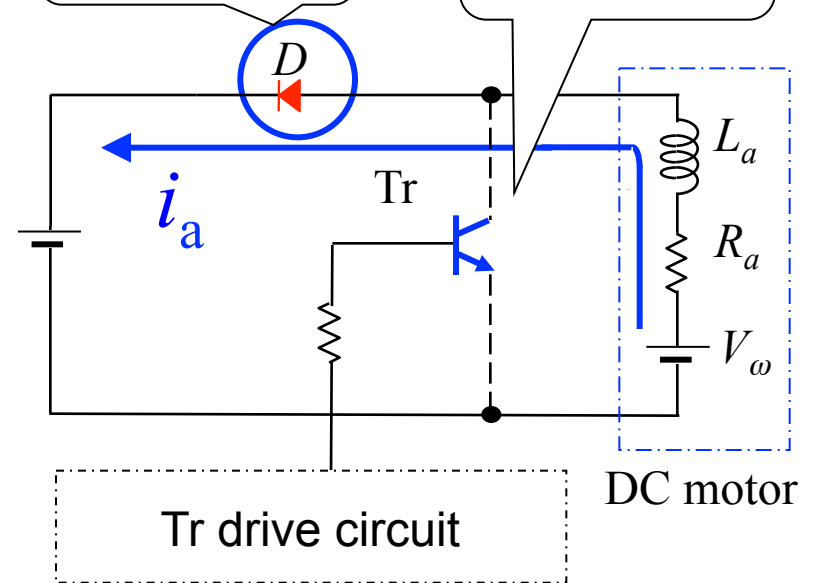 D
i a
Tr
L a
R a
V ω
DC motor
Tr drive circuit